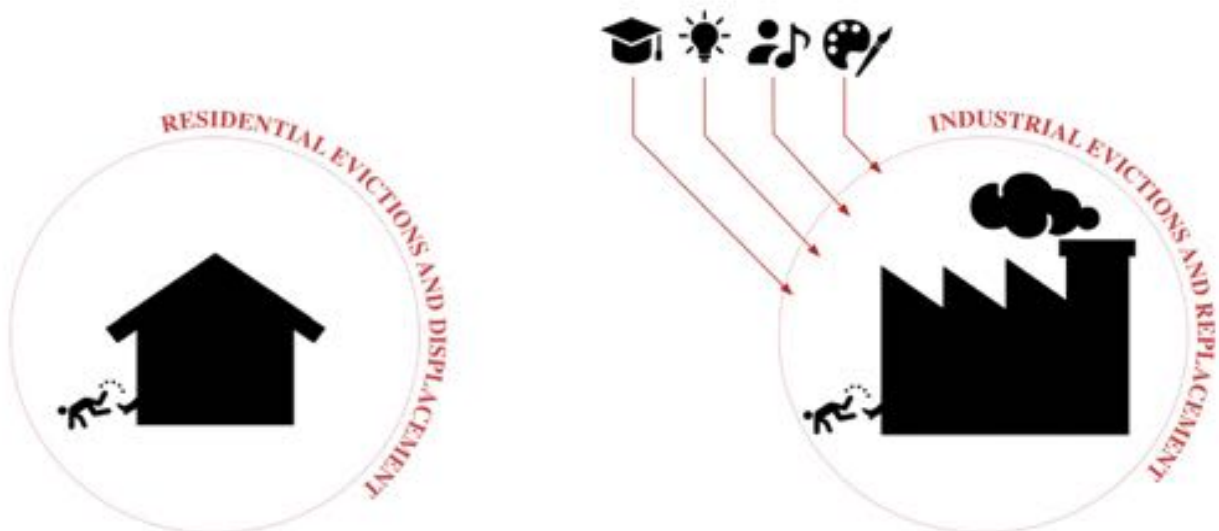 RESIDENTIAL EVICTIONS AND DISPLACEMENT
INDUSTRIAL EVICTIONS AND REPLACEMENT